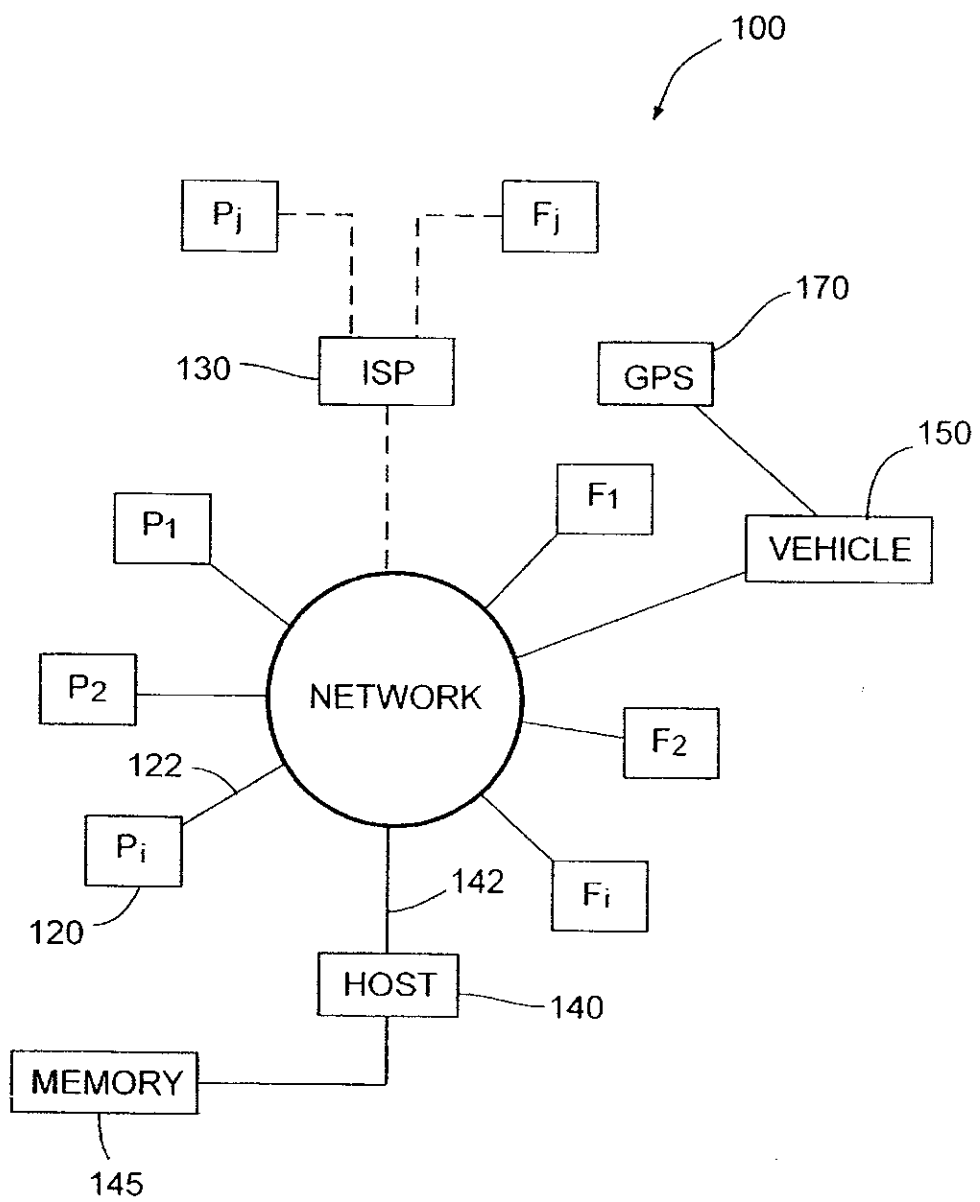 100
Pj
Fj
170
130
ISP
GPS
150
P1
F1
VEHICLE
P2
NETWORK
F2
122
Pi
142
Fi
120
HOST
140
MEMORY
145